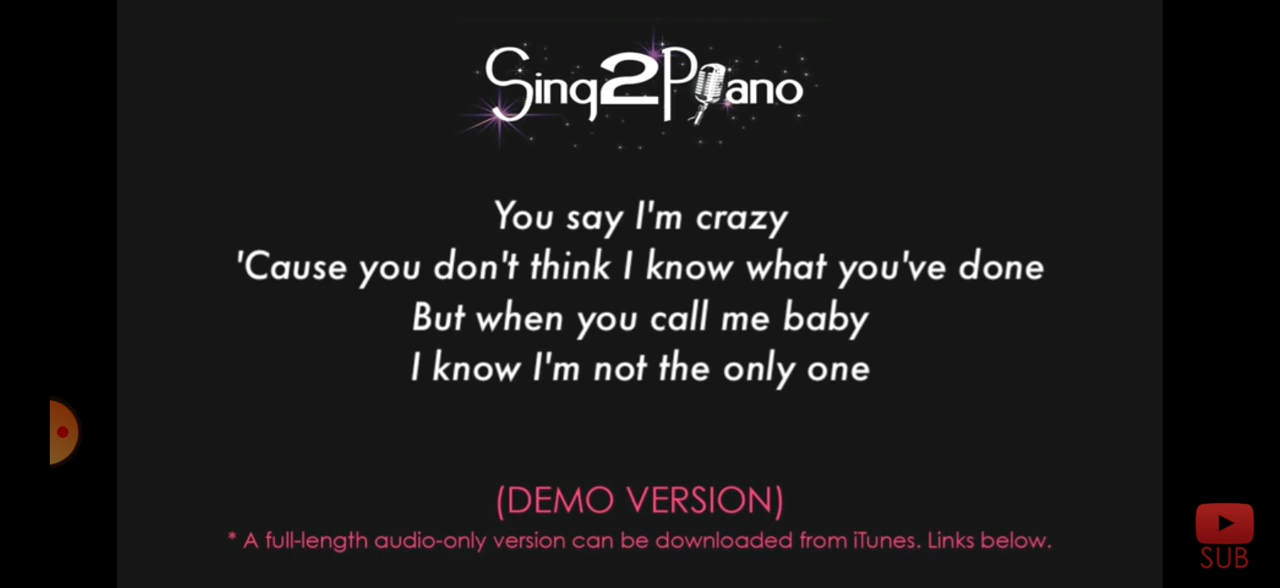 Sing2Piano
You say I'm crazy
'Cause you don't think I know what you've done
But when you call me baby
I know I'm not the only one
(DEMO VERSION)
* A full-length audio-only version can be downloaded from iTunes. Links below.
SUB